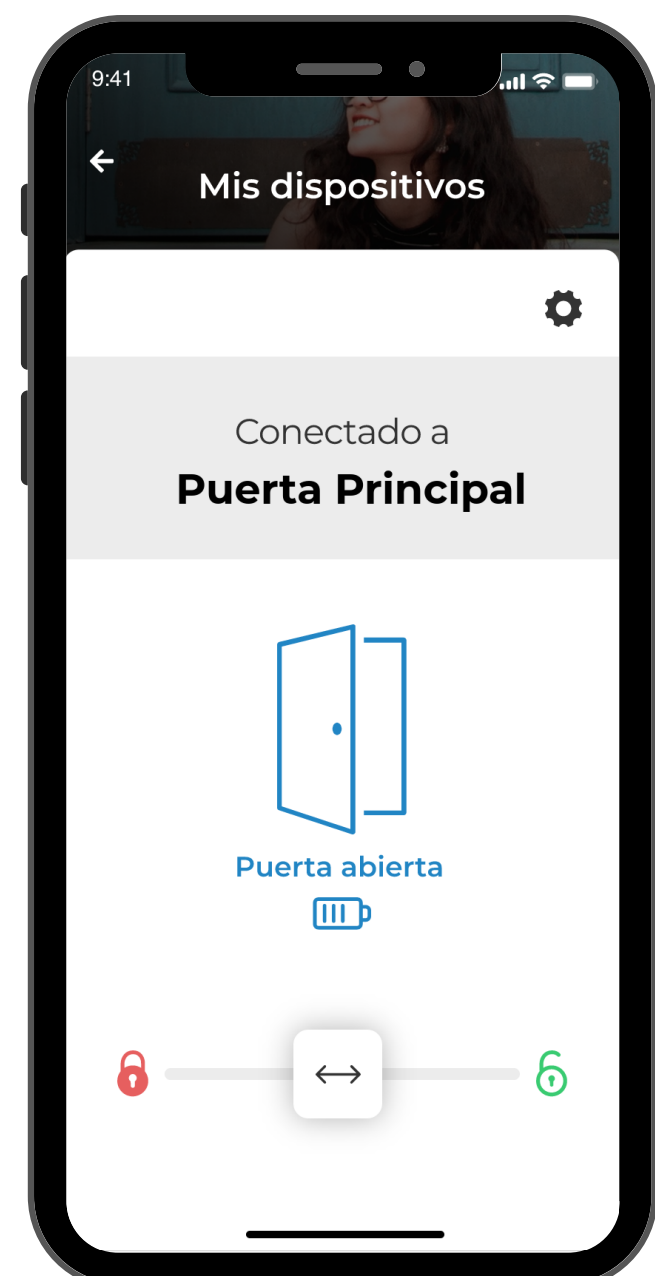 9:41
Mis dispositivos
Conectado a
Puerta Principal
Puerta abierta